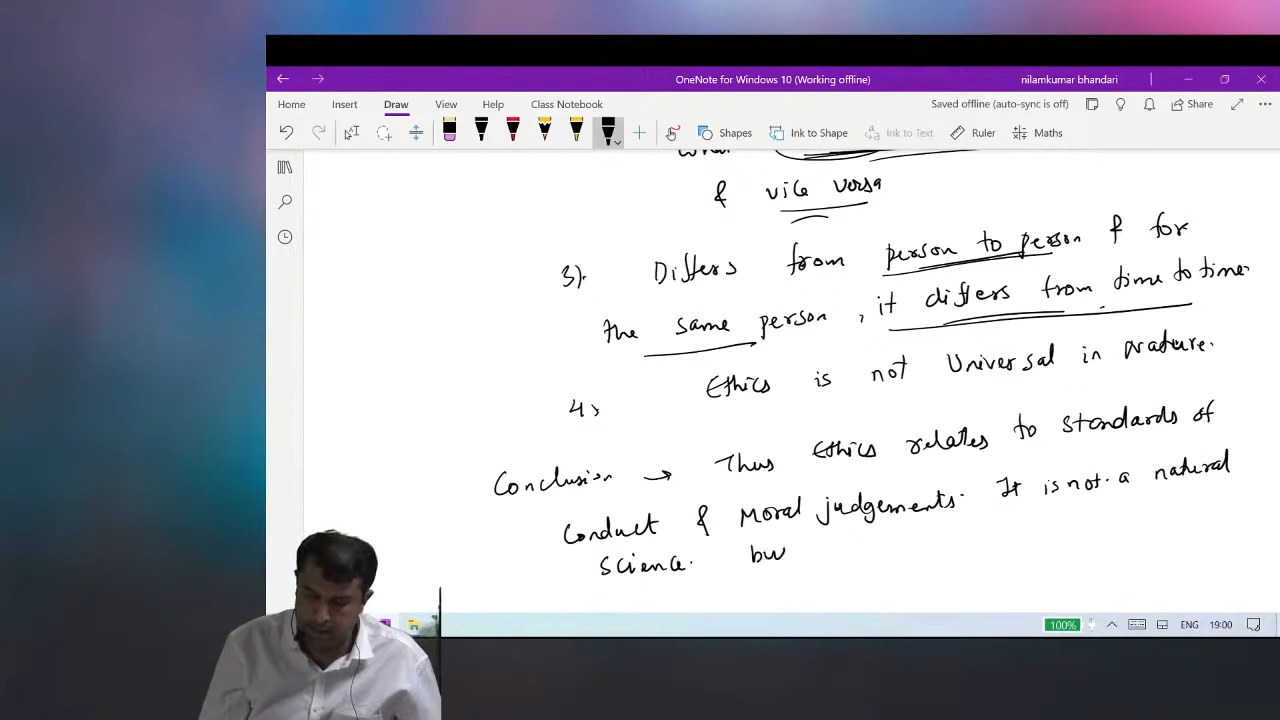 OneNote for Windows 10 (Working offline)
nilamkumar bhandari
Home Insert Draw View Help Class Notebook
Saved offline (auto-sync is off)
Share
Shapes
Ink to Shape
Ink to Text
Ruler
Maths
& vice versa
3). Differs from person to person & for
the same person, it differs from time to time.
4) Ethics is not Universal in Nature.
Conclusion → Thus Ethics relates to standards of
Conduct & Moral judgements. It is not a natural
science. bu
100%
ENG
19:00